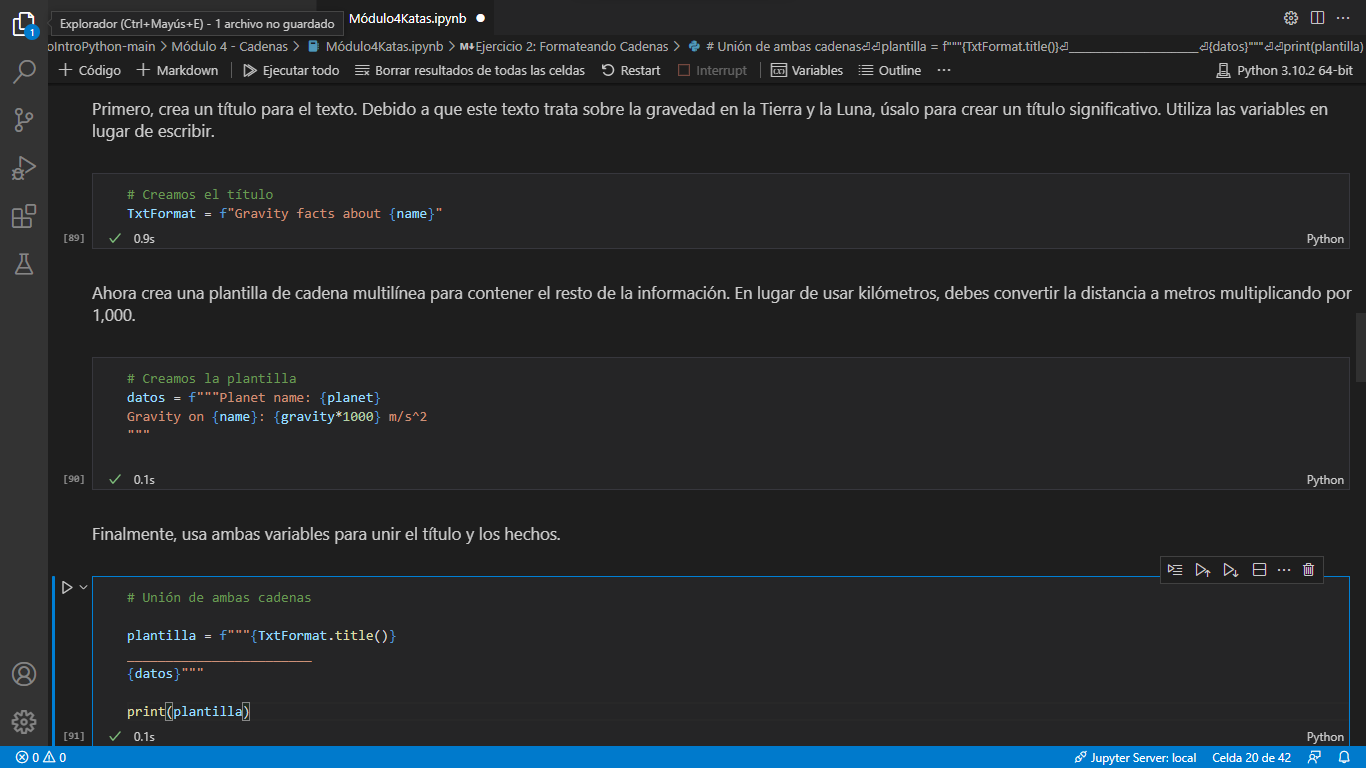 1
Explorador (Ctrl+Mayús+E) - 1 archivo no guardado
Módulo4Katas.ipynb
oIntroPython-main > Módulo 4 - Cadenas > Módulo4Katas.ipynb > M↓Ejercicio 2: Formateando Cadenas > # Unión de ambas cadenas⏎⏎plantilla = f"""{TxtFormat.title()}⏎________________________⏎{datos}"""⏎⏎print(plantilla)
Código Markdown Ejecutar todo Borrar resultados de todas las celdas Restart Interrupt Variables Outline ... Python 3.10.2 64-bit
Primero, crea un título para el texto. Debido a que este texto trata sobre la gravedad en la Tierra y la Luna, úsalo para crear un título significativo. Utiliza las variables en
lugar de escribir.
# Creamos el título
TxtFormat = f"Gravity facts about {name}"
[89] 0.9s Python
Ahora crea una plantilla de cadena multilínea para contener el resto de la información. En lugar de usar kilómetros, debes convertir la distancia a metros multiplicando por
1,000.
# Creamos la plantilla
datos = f"""Planet name: {planet}
Gravity on {name}: {gravity*1000} m/s^2
"""
[90] 0.1s Python
Finalmente, usa ambas variables para unir el título y los hechos.
# Unión de ambas cadenas
plantilla = f"""{TxtFormat.title()}
________________________
{datos}"""
print(plantilla)
[91] 0.1s Python
0 0 Jupyter Server: local Celda 20 de 42